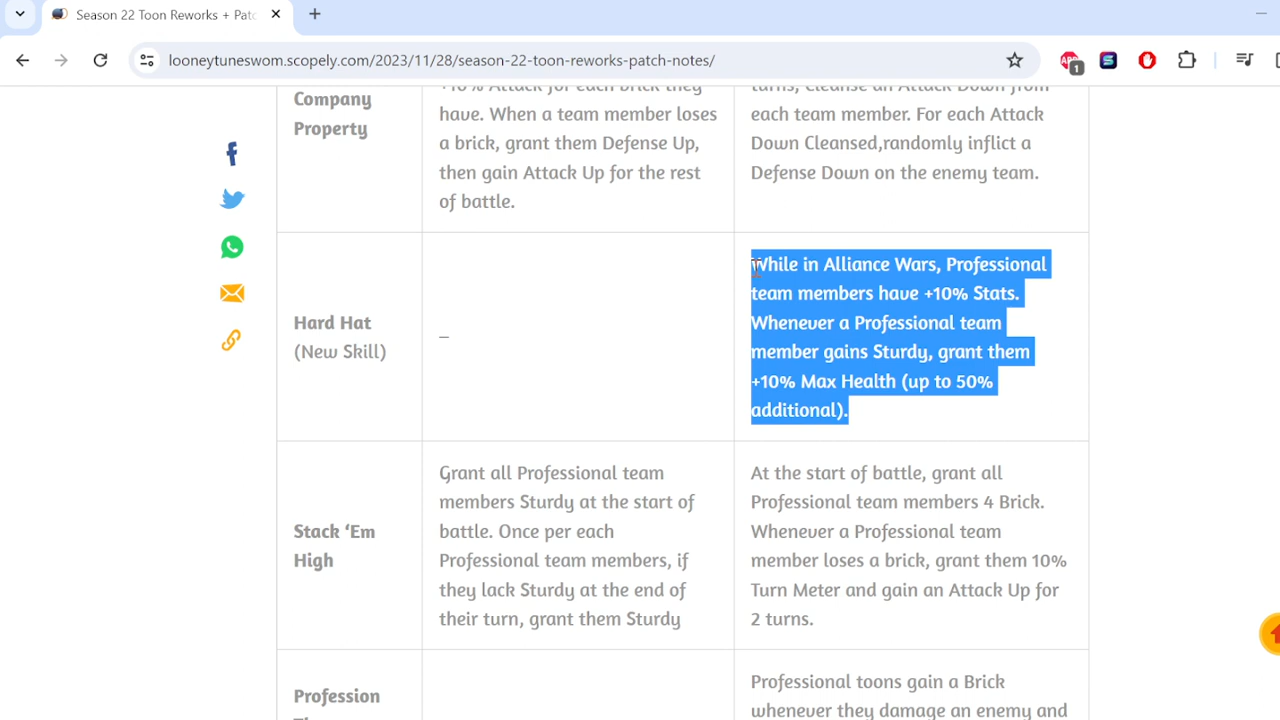 Season 22 Toon Reworks + Patc
looneytuneswom.scopely.com/2023/11/28/season-22-toon-reworks-patch-notes/
1
Company
Property
+10% Attack for each brick they
have. When a team member loses
a brick, grant them Defense Up,
then gain Attack Up for the rest
of battle.
turns, Cleanse an Attack Down from
each team member. For each Attack
Down Cleansed,randomly inflict a
Defense Down on the enemy team.
Hard Hat
(New Skill)
–
While in Alliance Wars, Professional
team members have +10% Stats.
Whenever a Professional team
member gains Sturdy, grant them
+10% Max Health (up to 50%
additional).
Stack ‘Em
High
Grant all Professional team
members Sturdy at the start of
battle. Once per each
Professional team members, if
they lack Sturdy at the end of
their turn, grant them Sturdy
At the start of battle, grant all
Professional team members 4 Brick.
Whenever a Professional team
member loses a brick, grant them 10%
Turn Meter and gain an Attack Up for
2 turns.
Profession
Professional toons gain a Brick
whenever they damage an enemy and